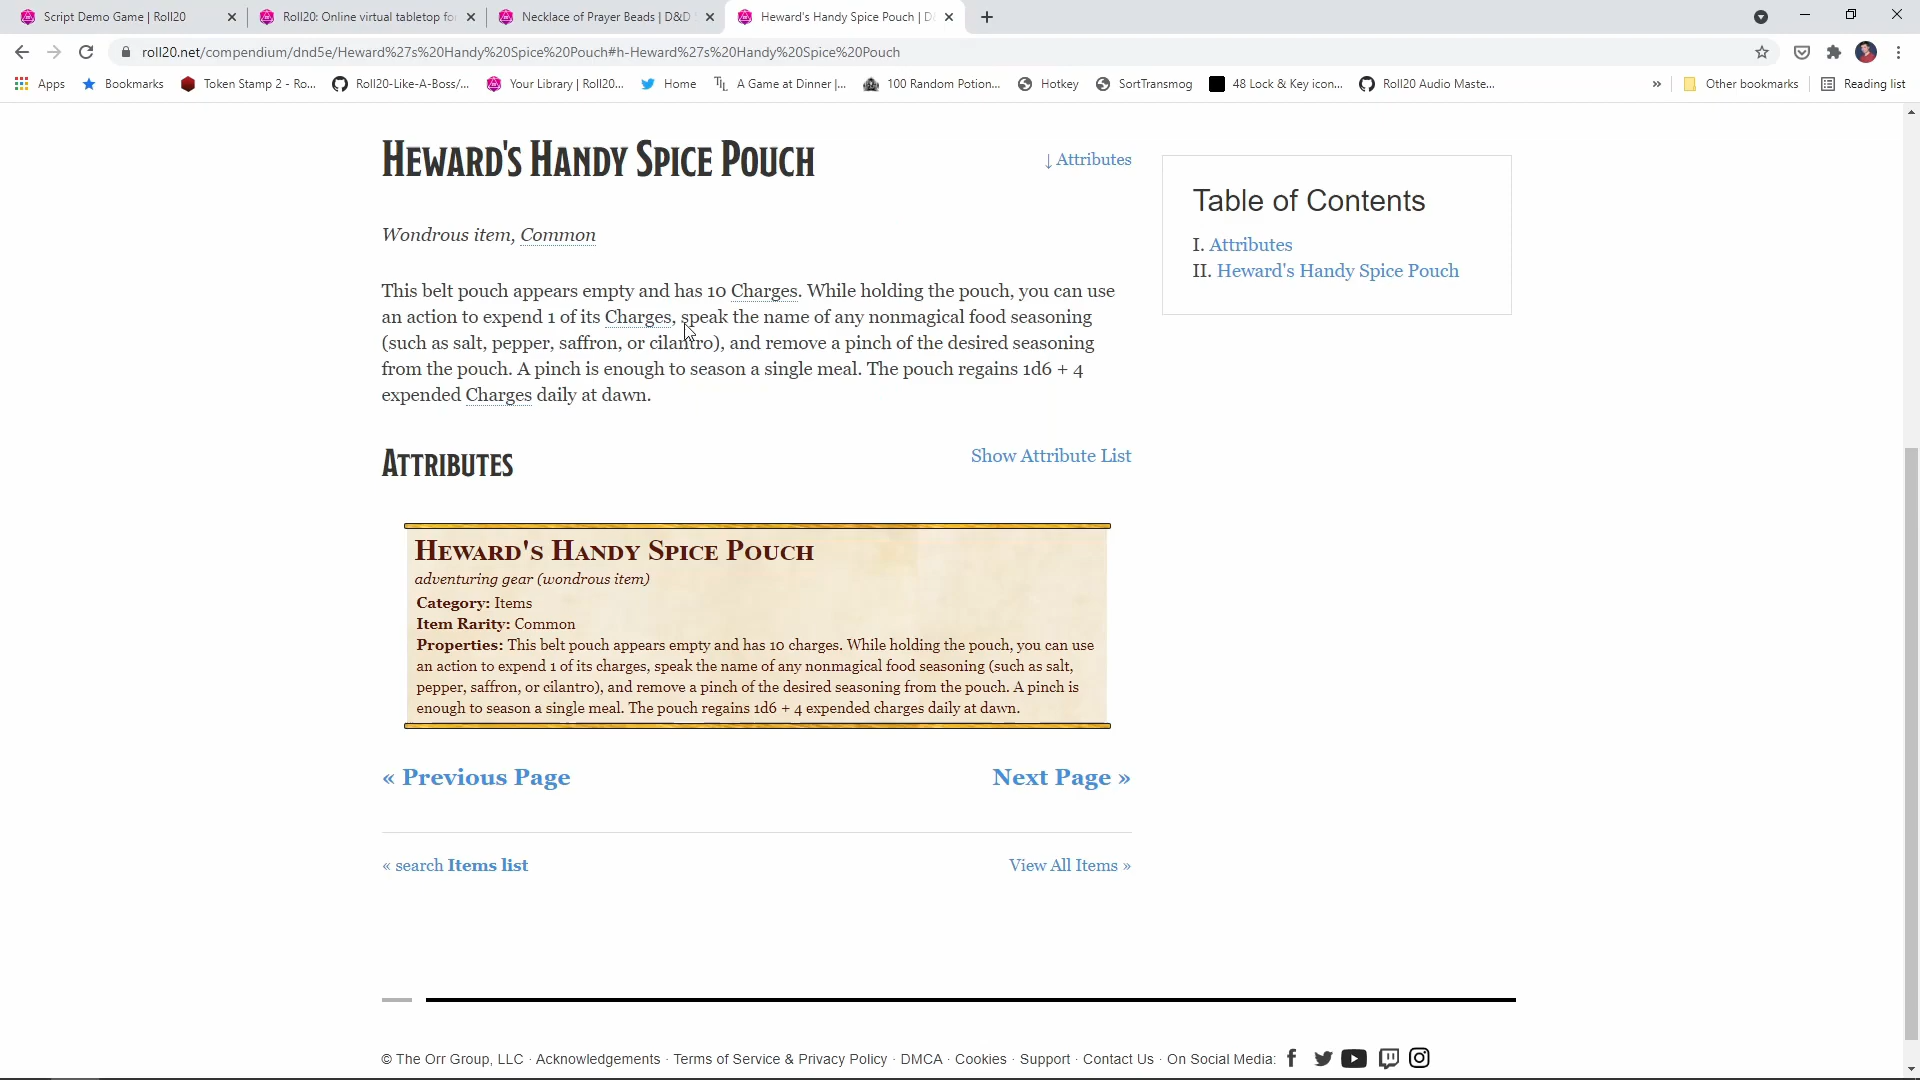 Script Demo Game | Roll20
Roll20: Online virtual tabletop fo
Necklace of Prayer Beads | D&D
Heward's Handy Spice Pouch | D
roll20.net/compendium/dnd5e/Heward%27s%20Handy%20Spice%20Pouch#h-Heward%27s%20Handy%20Spice%20Pouch
Apps
Bookmarks
Token Stamp 2 - Ro...
Roll20-Like-A-Boss/...
Your Library | Roll20...
Home
A Game at Dinner |...
100 Random Potion...
Hotkey
SortTransmog
48 Lock & Key icon...
Roll20 Audio Maste...
»
Other bookmarks
Reading list
Heward's Handy Spice Pouch
↓ Attributes
Wondrous item, Common
This belt pouch appears empty and has 10 Charges. While holding the pouch, you can use
an action to expend 1 of its Charges, speak the name of any nonmagical food seasoning
(such as salt, pepper, saffron, or cilantro), and remove a pinch of the desired seasoning
from the pouch. A pinch is enough to season a single meal. The pouch regains 1d6 + 4
expended Charges daily at dawn.
Table of Contents
I. Attributes
II. Heward's Handy Spice Pouch
Attributes
Show Attribute List
Heward's Handy Spice Pouch
adventuring gear (wondrous item)
Category: Items
Item Rarity: Common
Properties: This belt pouch appears empty and has 10 charges. While holding the pouch, you can use
an action to expend 1 of its charges, speak the name of any nonmagical food seasoning (such as salt,
pepper, saffron, or cilantro), and remove a pinch of the desired seasoning from the pouch. A pinch is
enough to season a single meal. The pouch regains 1d6 + 4 expended charges daily at dawn.
« Previous Page
Next Page »
« search Items list
View All Items »
© The Orr Group, LLC · Acknowledgements · Terms of Service & Privacy Policy · DMCA · Cookies · Support · Contact Us · On Social Media: